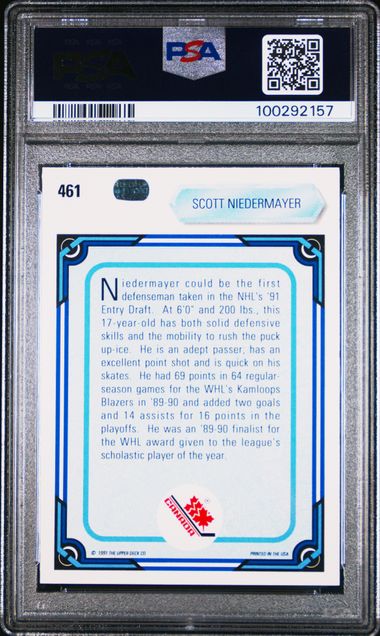 PSA
PSA
100292157
461
SCOTT NIEDERMAYER
Niedermayer could be the first
defenseman taken in the NHL's '91
Entry Draft. At 6'0" and 200 lbs., this
17-year-old has both solid defensive
skills and the mobility to rush the puck
up-ice. He is an adept passer, has an
excellent point shot and is quick on his
skates. He had 69 points in 64 regular-
season games for the WHL's Kamloops
Blazers in '89-90 and added two goals
and 14 assists for 16 points in the
playoffs. He was an '89-90 finalist for
the WHL award given to the league's
scholastic player of the year.
CANADA
© 1991 THE UPPER DECK CO.
PRINTED IN THE USA